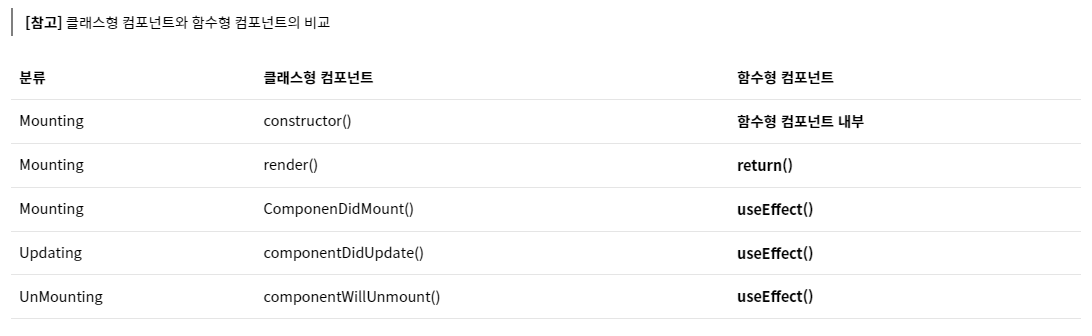 [참고] 클래스형 컴포넌트와 함수형 컴포넌트의 비교
분류 클래스형 컴포넌트 함수형 컴포넌트
Mounting constructor() 함수형 컴포넌트 내부
Mounting render() return()
Mounting ComponenDidMount() useEffect()
Updating componentDidUpdate() useEffect()
UnMounting componentWillUnmount() useEffect()